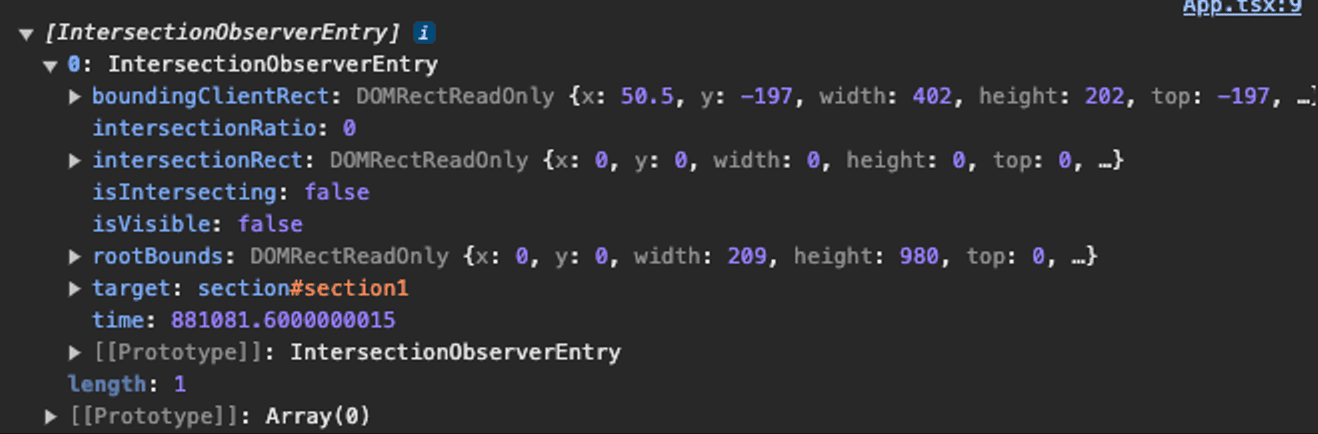 App.tsx:9
[IntersectionObserverEntry] i
0: IntersectionObserverEntry
boundingClientRect: DOMRectReadOnly {x: 50.5, y: -197, width: 402, height: 202, top: -197, …}
intersectionRatio: 0
intersectionRect: DOMRectReadOnly {x: 0, y: 0, width: 0, height: 0, top: 0, …}
isIntersecting: false
isVisible: false
rootBounds: DOMRectReadOnly {x: 0, y: 0, width: 209, height: 980, top: 0, …}
target: section#section1
time: 881081.6000000015
[[Prototype]]: IntersectionObserverEntry
length: 1
[[Prototype]]: Array(0)